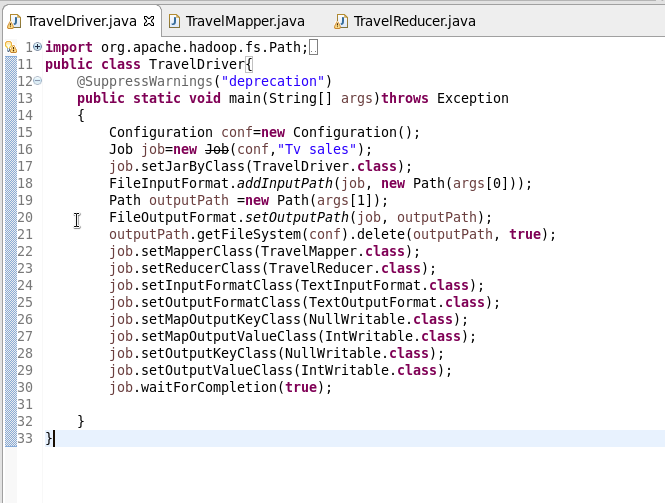 TravelDriver.java TravelMapper.java TravelReducer.java
1 import org.apache.hadoop.fs.Path;
11 public class TravelDriver{
12     @SuppressWarnings("deprecation")
13     public static void main(String[] args)throws Exception
14     {
15         Configuration conf=new Configuration();
16         Job job=new Job(conf,"Tv sales");
17         job.setJarByClass(TravelDriver.class);
18         FileInputFormat.addInputPath(job, new Path(args[0]));
19         Path outputPath =new Path(args[1]);
20         FileOutputFormat.setOutputPath(job, outputPath);
21         outputPath.getFileSystem(conf).delete(outputPath, true);
22         job.setMapperClass(TravelMapper.class);
23         job.setReducerClass(TravelReducer.class);
24         job.setInputFormatClass(TextInputFormat.class);
25         job.setOutputFormatClass(TextOutputFormat.class);
26         job.setMapOutputKeyClass(NullWritable.class);
27         job.setMapOutputValueClass(IntWritable.class);
28         job.setOutputKeyClass(NullWritable.class);
29         job.setOutputValueClass(IntWritable.class);
30         job.waitForCompletion(true);
31
32     }
33 }